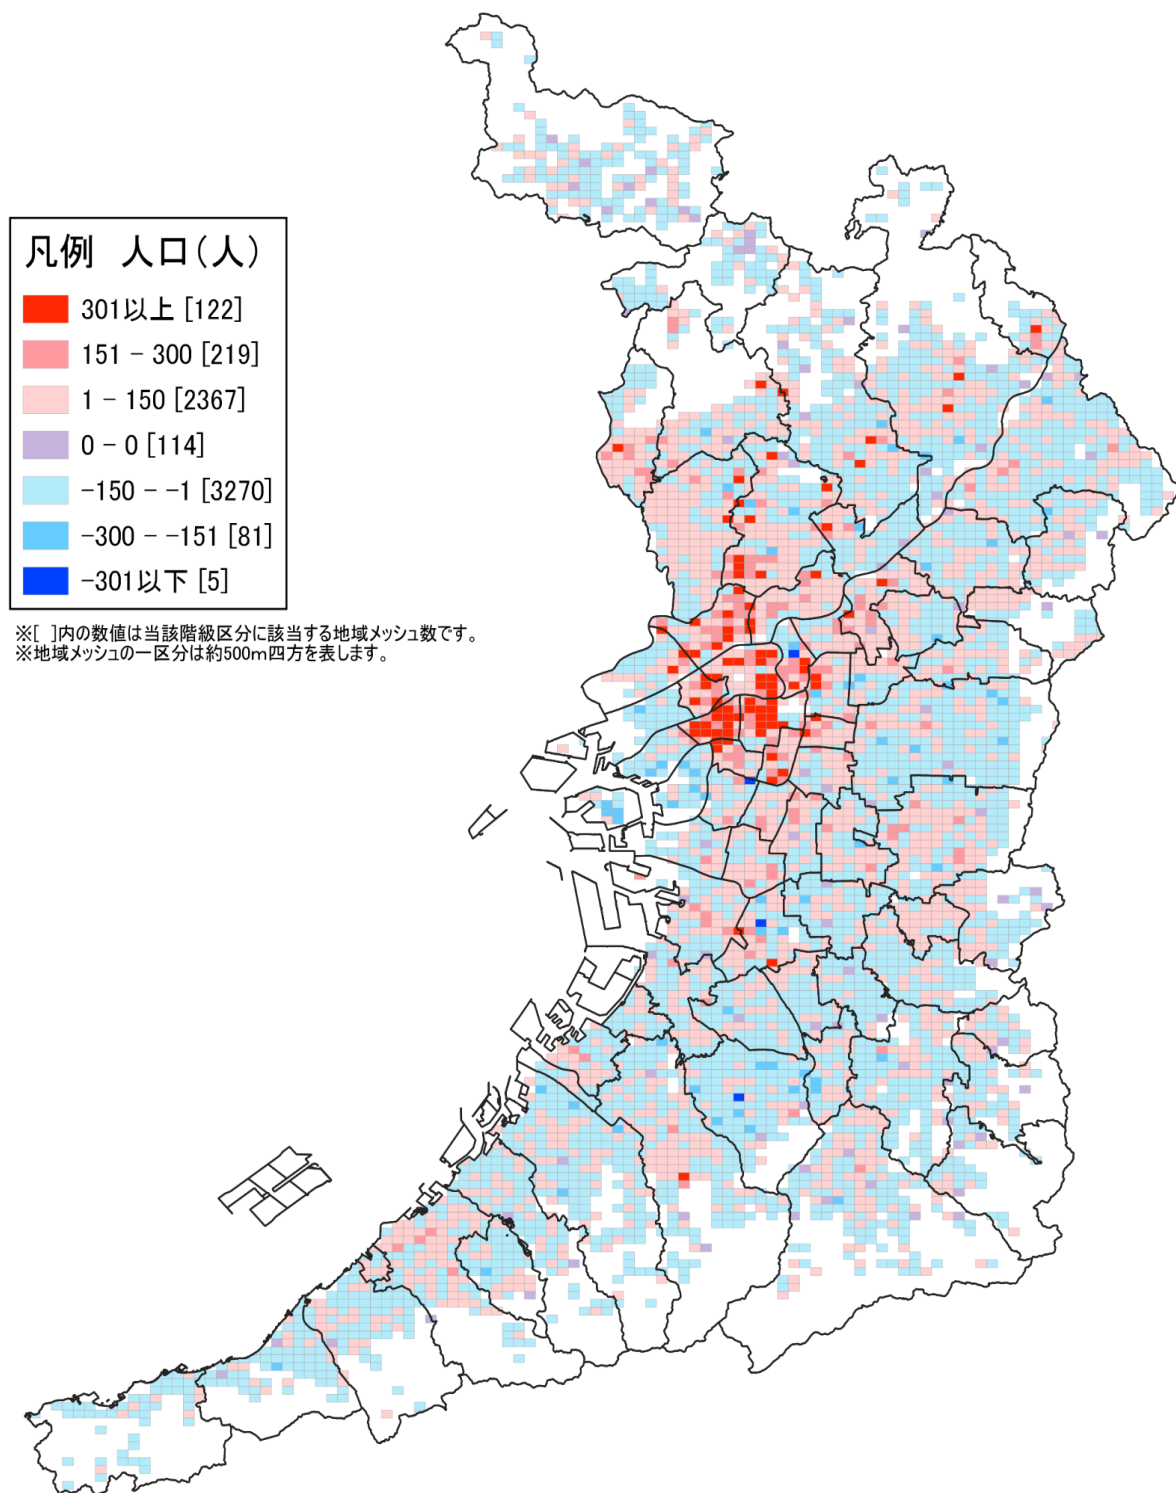 凡例　人口（人）
301以上 [122]
151 - 300 [219]
1 - 150 [2367]
0 - 0 [114]
-150 - -1 [3270]
-300 - -151 [81]
-301以下 [5]
※[　]内の数値は当該階級区分に該当する地域メッシュ数です。
※地域メッシュの一区分は約500m四方を表します。